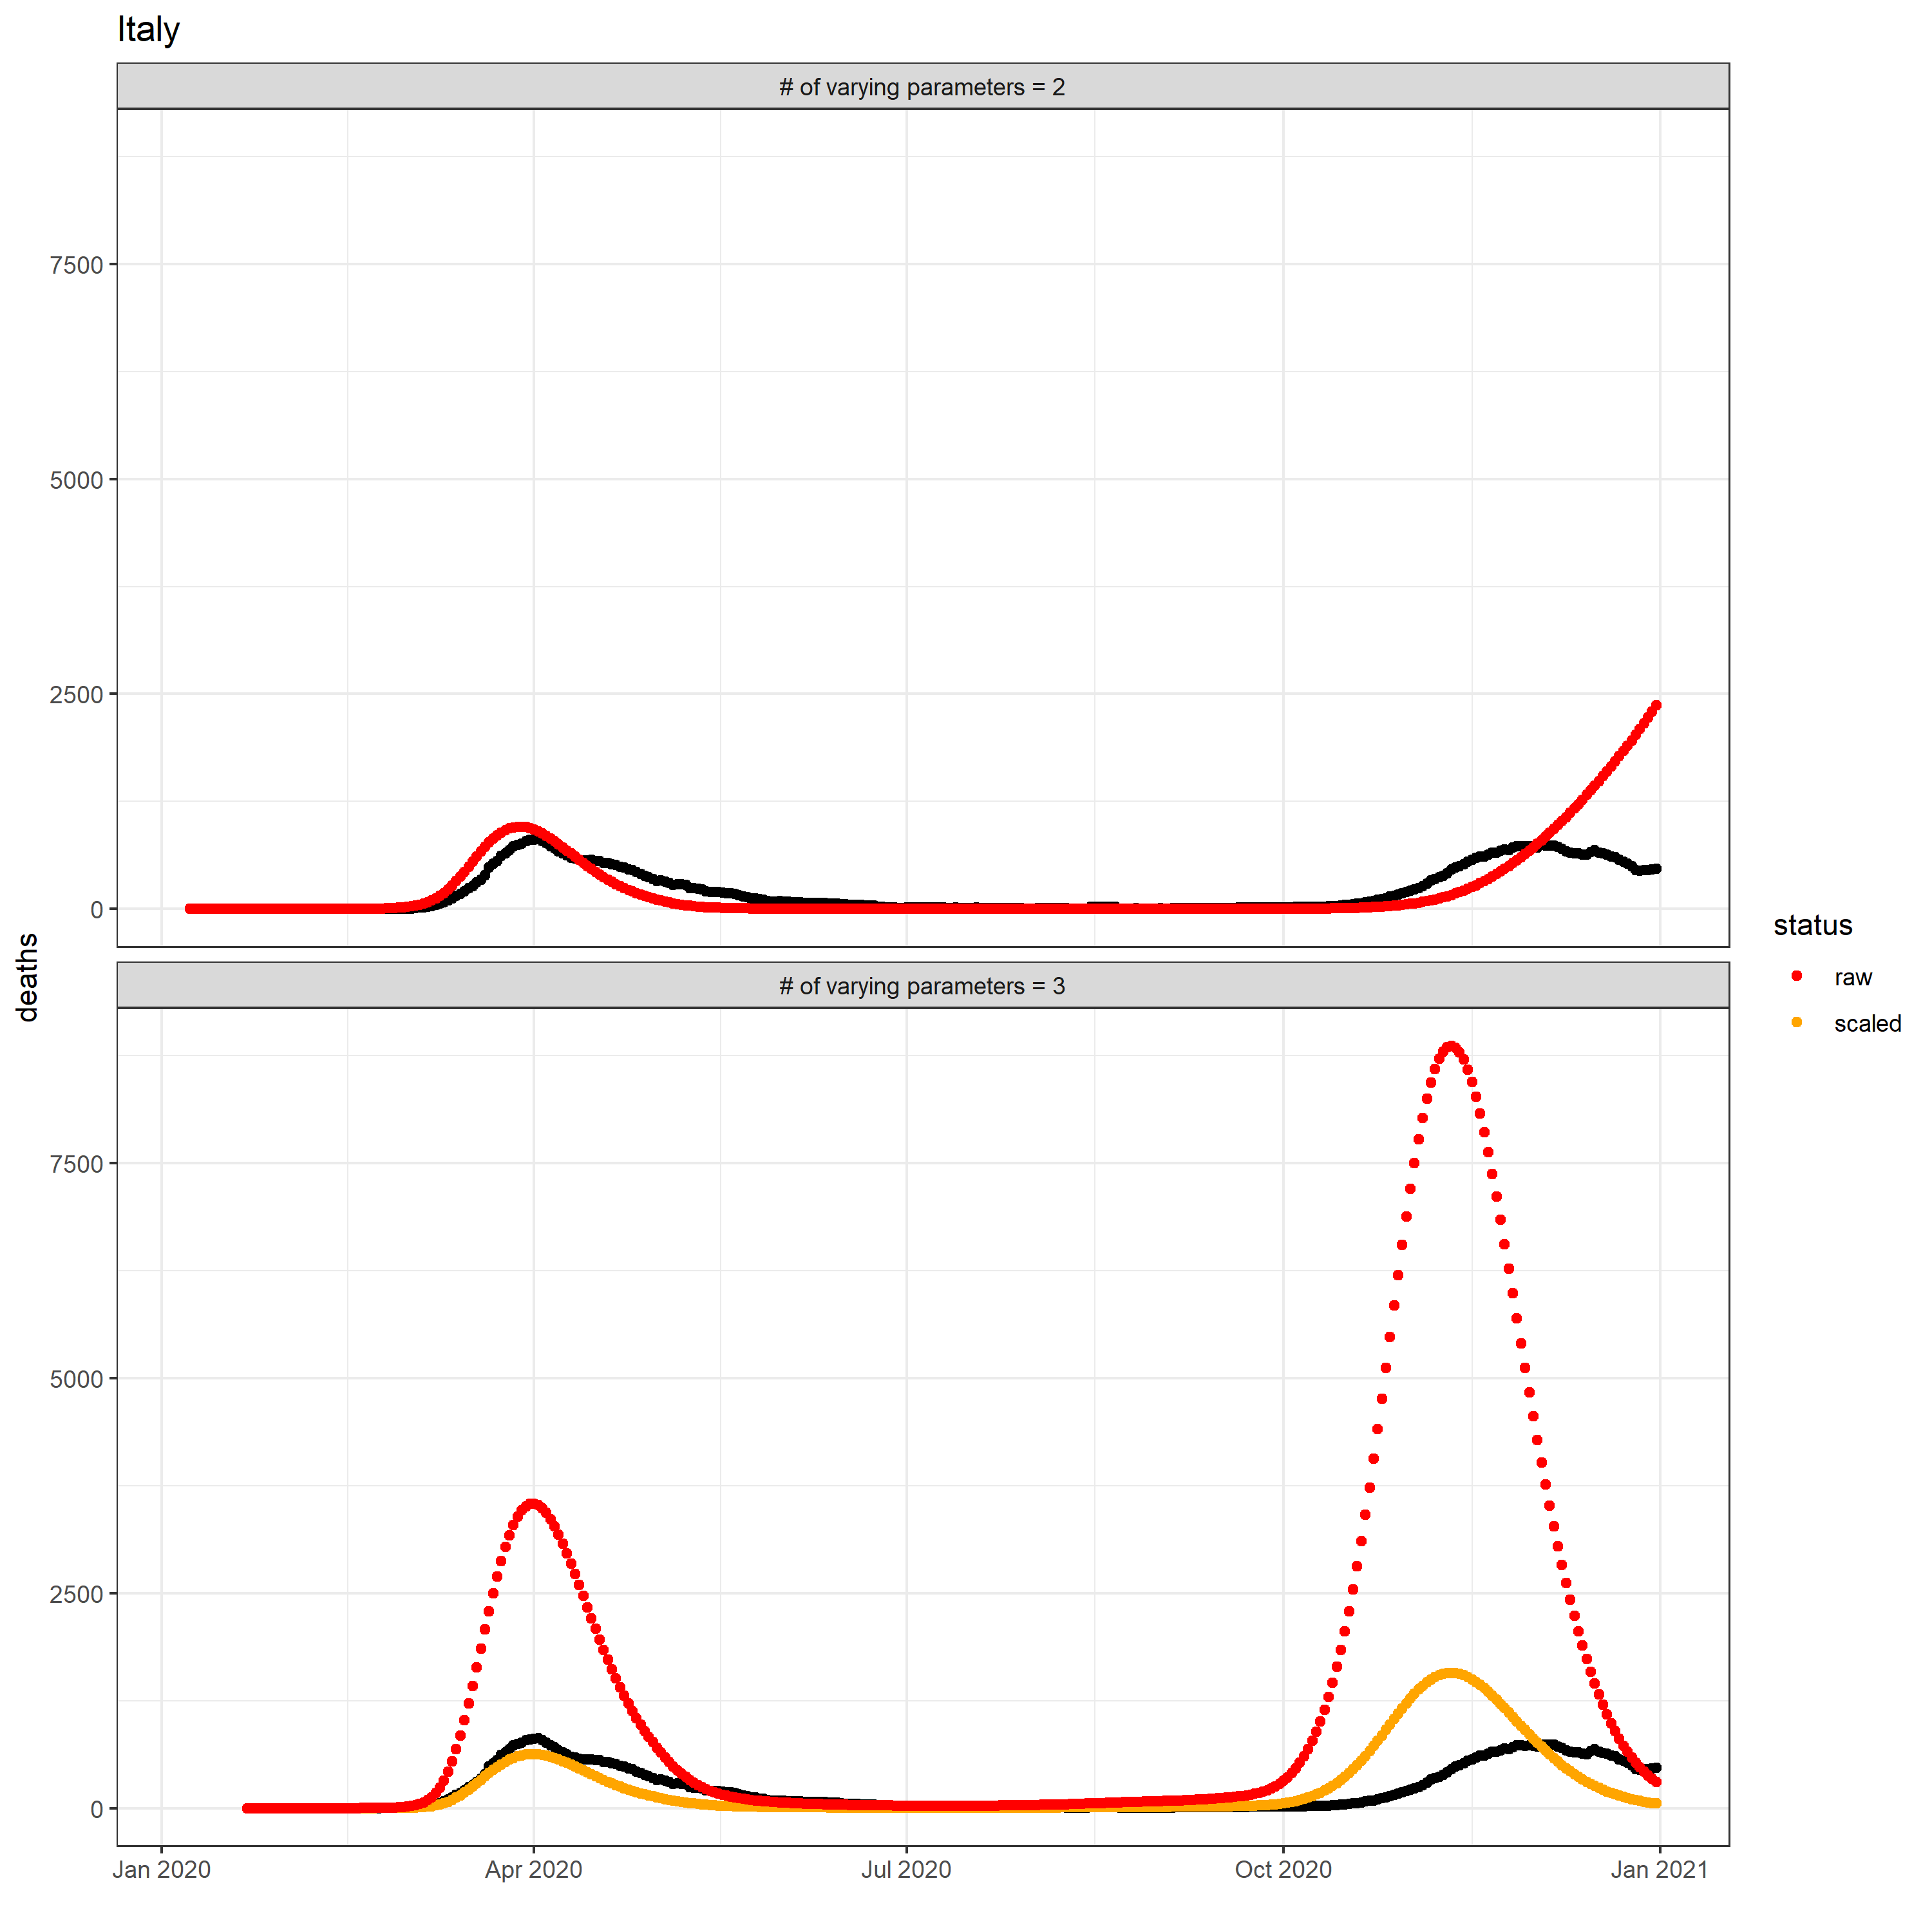 Italy
# of varying parameters = 2
7500
5000
2500
0
deaths
# of varying parameters = 3
7500
5000
2500
0
Jan 2020 Apr 2020 Jul 2020 Oct 2020 Jan 2021
status
raw
scaled